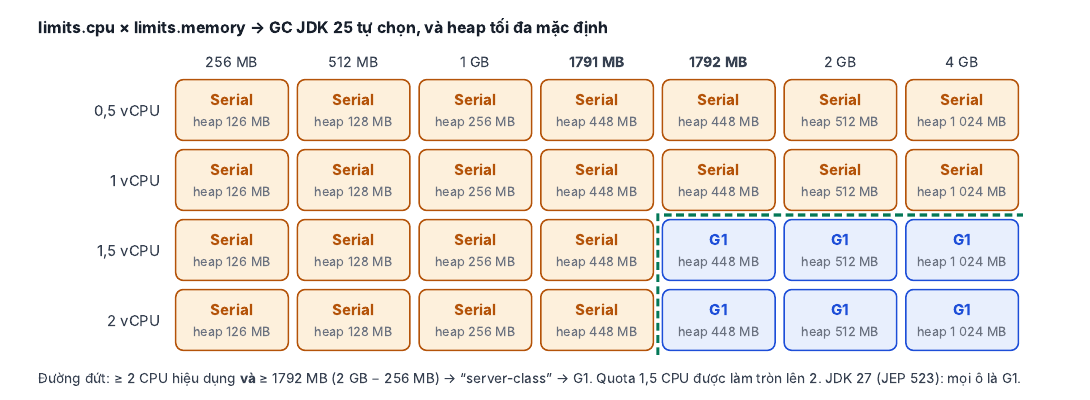 limits.cpu × limits.memory → GC JDK 25 tự chọn, và heap tối đa mặc định
256 MB 512 MB 1 GB 1791 MB 1792 MB 2 GB 4 GB
0,5 vCPU Serial Serial Serial Serial Serial Serial Serial
heap 126 MB heap 128 MB heap 256 MB heap 448 MB heap 448 MB heap 512 MB heap 1 024 MB
1 vCPU Serial Serial Serial Serial Serial Serial Serial
heap 126 MB heap 128 MB heap 256 MB heap 448 MB heap 448 MB heap 512 MB heap 1 024 MB
1,5 vCPU Serial Serial Serial Serial G1 G1 G1
heap 126 MB heap 128 MB heap 256 MB heap 448 MB heap 448 MB heap 512 MB heap 1 024 MB
2 vCPU Serial Serial Serial Serial G1 G1 G1
heap 126 MB heap 128 MB heap 256 MB heap 448 MB heap 448 MB heap 512 MB heap 1 024 MB
Đường đứt: ≥ 2 CPU hiệu dụng và ≥ 1792 MB (2 GB − 256 MB) → “server-class” → G1. Quota 1,5 CPU được làm tròn lên 2. JDK 27 (JEP 523): mọi ô là G1.